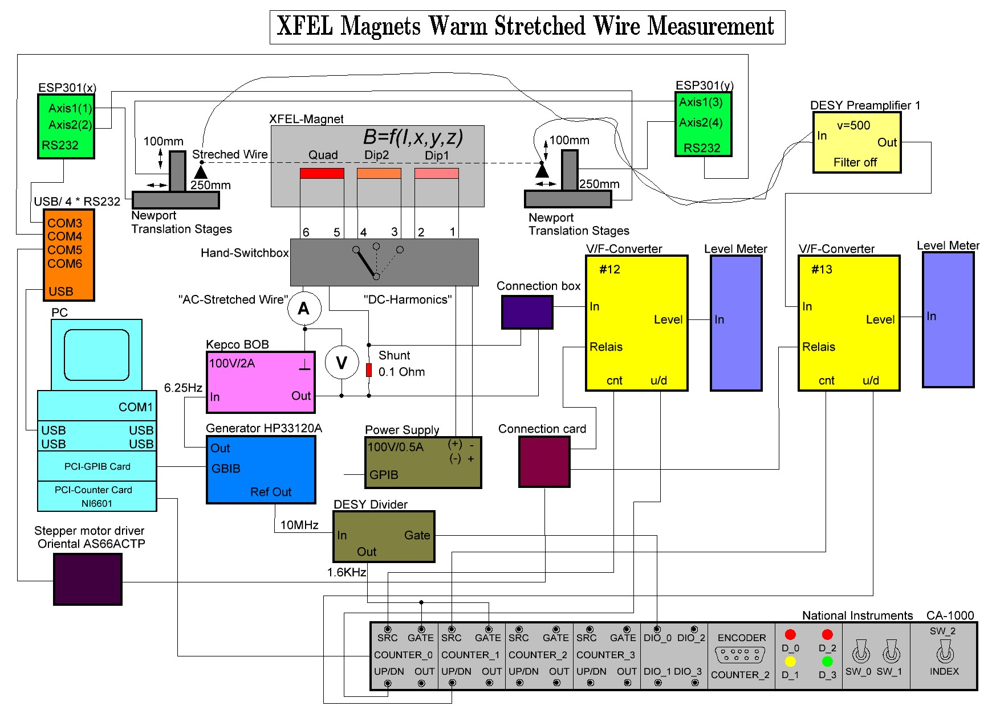 XFEL Magnets Warm Stretched Wire Measurement
ESP301(x)
Axis1(1)
Axis2(2)
RS232
100mm
Streched Wire
250mm
Newport
Translation Stages
XFEL-Magnet
B=f(I,x,y,z)
Quad
Dip2
Dip1
6
5
4
3
2
1
Hand-Switchbox
ESP301(y)
Axis1(3)
Axis2(4)
RS232
100mm
250mm
Newport
Translation Stages
DESY Preamplifier 1
v=500
In
Out
Filter off
USB/ 4 * RS232
COM3
COM4
COM5
COM6
USB
"AC-Stretched Wire"
"DC-Harmonics"
A
V
Shunt
0.1 Ohm
Connection box
V/F-Converter
#12
In
Level
Relais
cnt
u/d
Level Meter
In
V/F-Converter
#13
In
Level
Relais
cnt
u/d
Level Meter
In
PC
COM1
USB
USB
USB
USB
PCI-GPIB Card
PCI-Counter Card
NI6601
Kepco BOB
100V/2A
In
Out
6.25Hz
Generator HP33120A
Out
GBIB
Ref Out
Power Supply
100V/0.5A
(+) -
(-) +
GPIB
Connection card
10MHz
DESY Divider
In
Gate
Out
1.6KHz
Stepper motor driver
Oriental AS66ACTP
National Instruments CA-1000
SRC GATE
COUNTER_0
UP/DN OUT
SRC GATE
COUNTER_1
UP/DN OUT
SRC GATE
COUNTER_2
UP/DN OUT
SRC GATE
COUNTER_3
UP/DN OUT
DIO_0 DIO_2
DIO_1 DIO_3
ENCODER
COUNTER_2
D_0 D_2
D_1 D_3
SW_0 SW_1
SW_2
INDEX